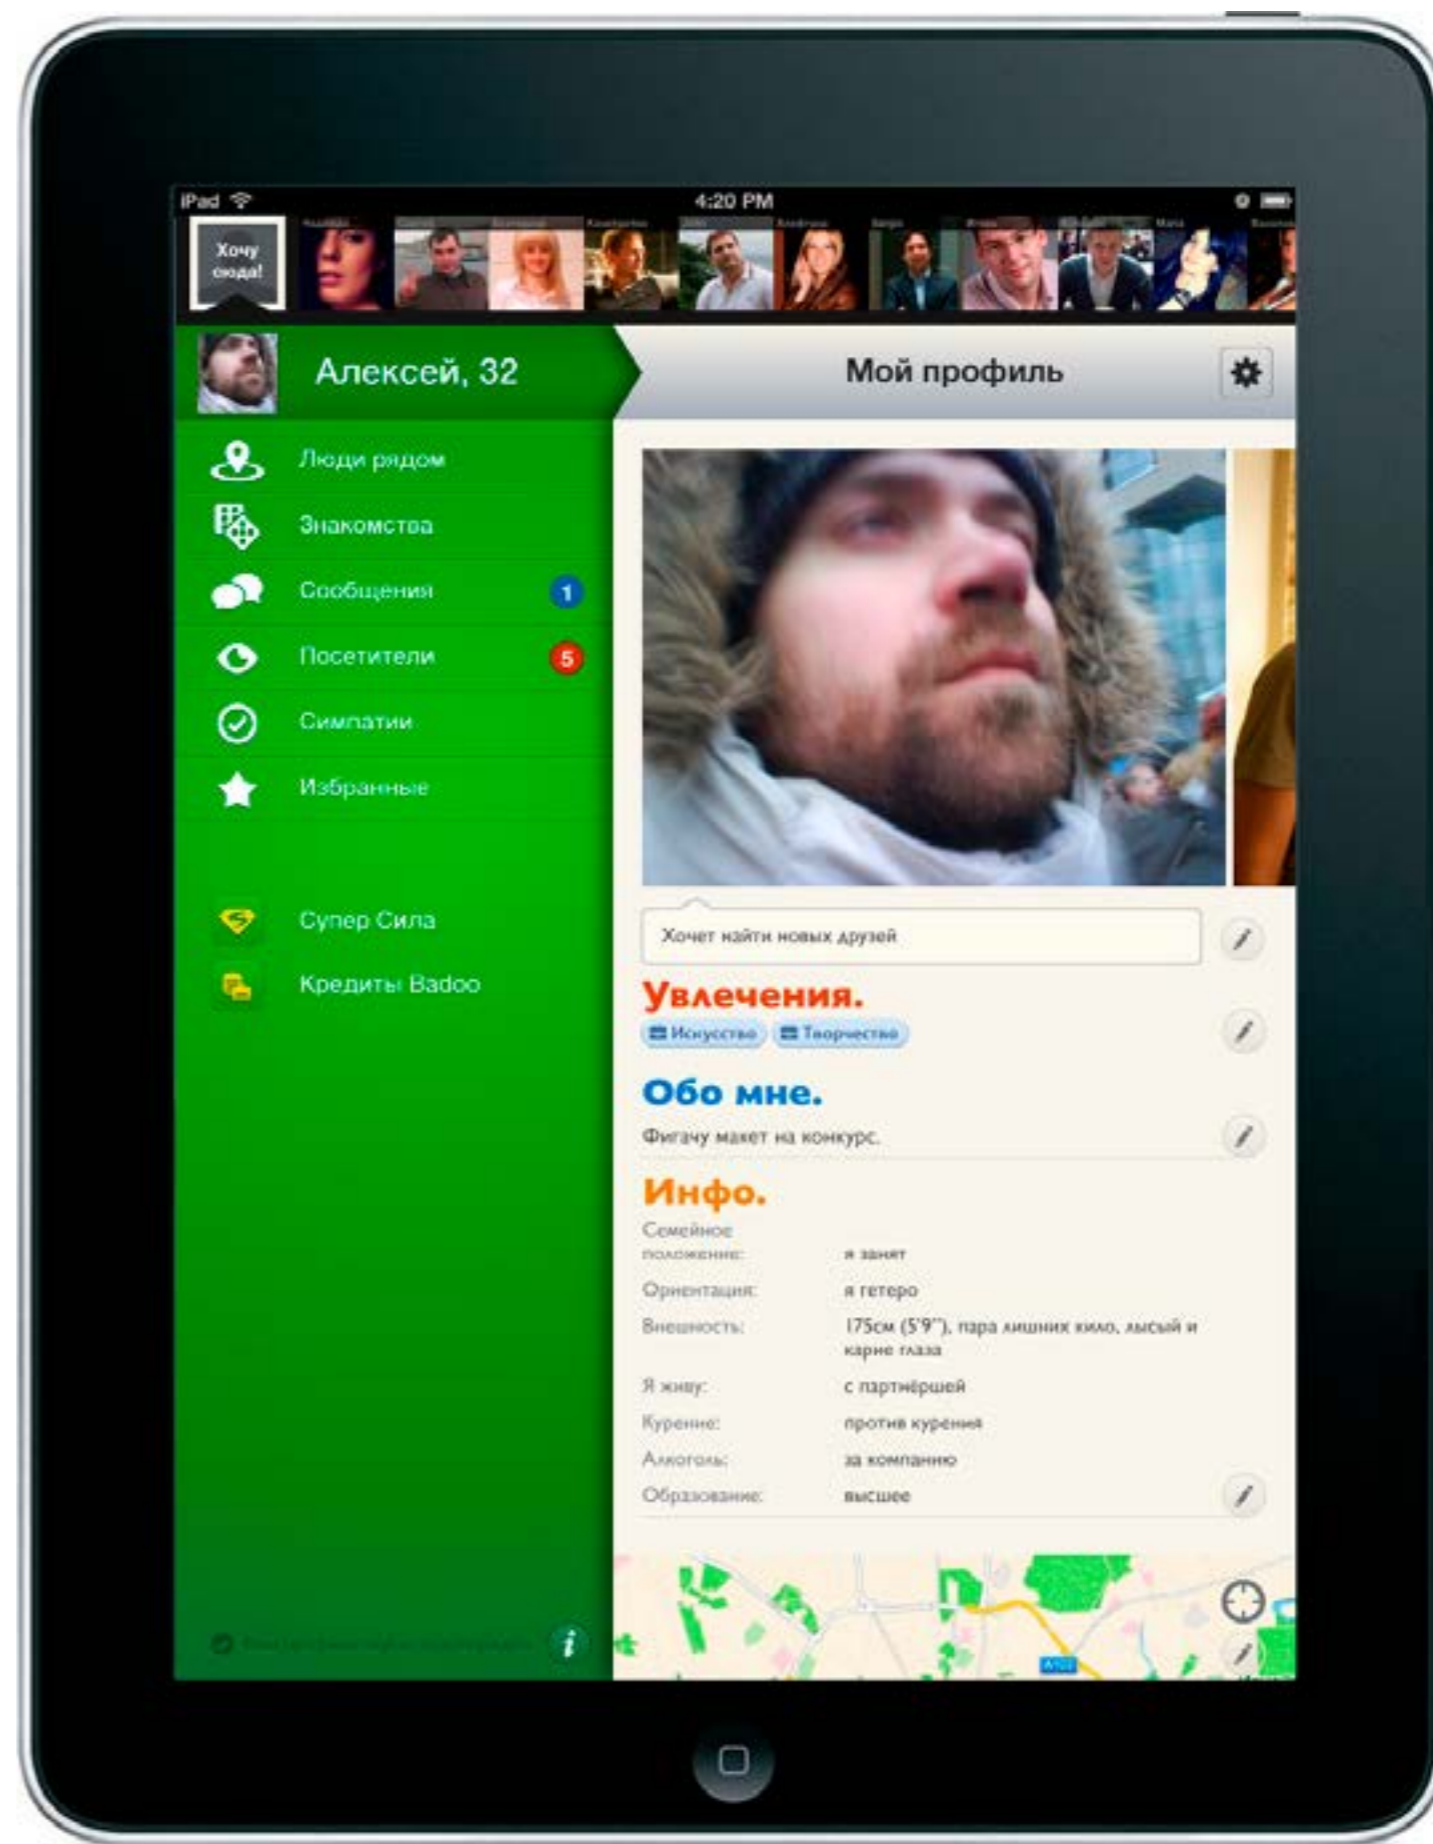 iPad
4:20 PM
Хочу
сюда!
Алексей, 32
Мой профиль
Люди рядом
Знакомства
Сообщения 1
Посетители 5
Симпатии
Избранные
Супер Сила
Кредиты Badoo
Хочет найти новых друзей
Увлечения.
Искусство Творчество
Обо мне.
Фигачу макет на конкурс.
Инфо.
Семейное
положение: я занят
Ориентация: я гетеро
Внешность: 175см (5'9"), пара лишних кило, лысый и
карие глаза
Я живу: с партнёршей
Курение: против курения
Алкоголь: за компанию
Образование: высшее
i